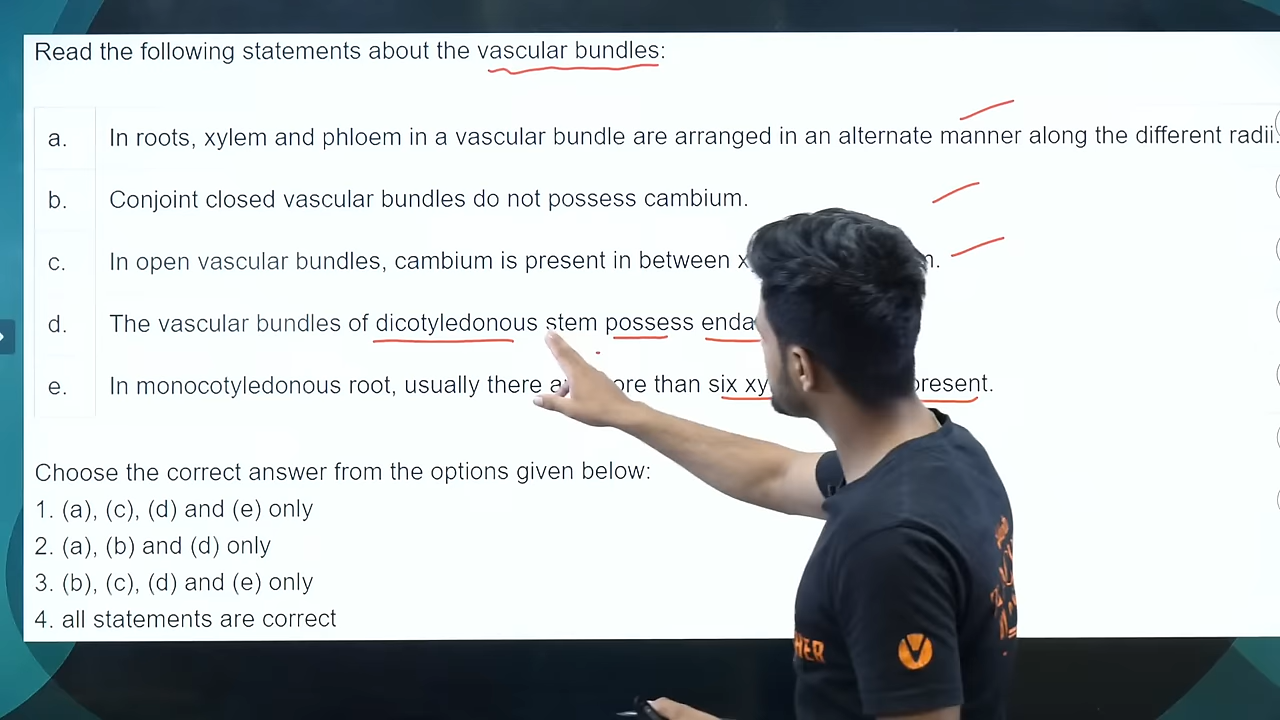 Read the following statements about the vascular bundles:
a. In roots, xylem and phloem in a vascular bundle are arranged in an alternate manner along the different radii.
b. Conjoint closed vascular bundles do not possess cambium.
c. In open vascular bundles, cambium is present in between
d. The vascular bundles of dicotyledonous stem possess
e. In monocotyledonous root, usually there more than six present.
Choose the correct answer from the options given below:
1. (a), (c), (d) and (e) only
2. (a), (b) and (d) only
3. (b), (c), (d) and (e) only
4. all statements are correct